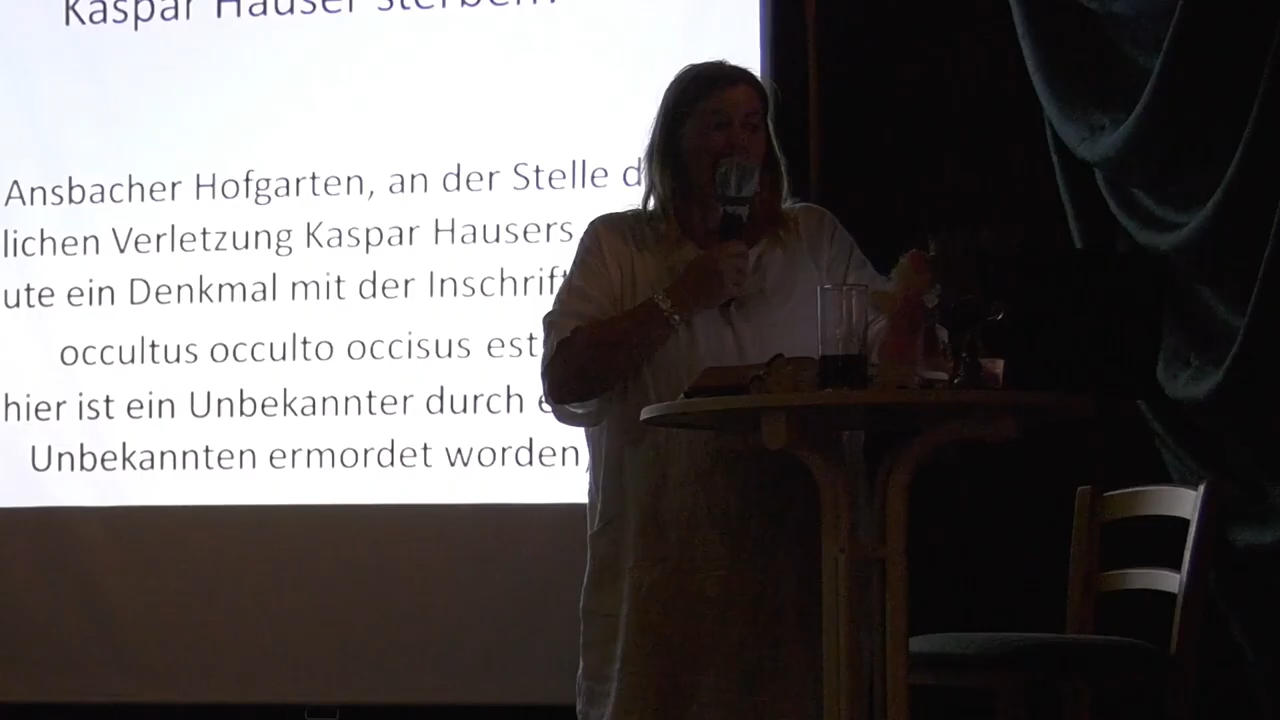 Kaspar Hauser sterben?
Ansbacher Hofgarten, an der Stelle d
lichen Verletzung Kaspar Hausers
ute ein Denkmal mit der Inschrift
occultus occulto occisus est
hier ist ein Unbekannter durch e
Unbekannten ermordet worden,